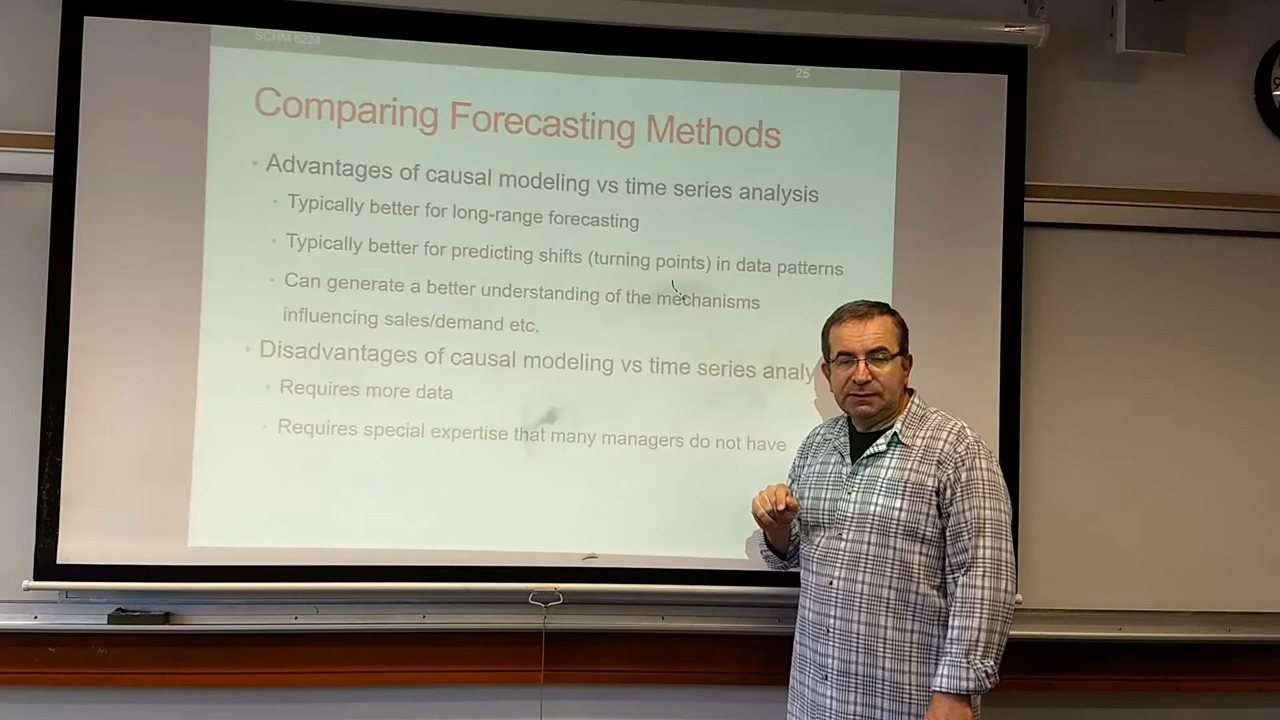 25
Comparing Forecasting Methods
• Advantages of causal modeling vs time series analysis
• Typically better for long-range forecasting
• Typically better for predicting shifts (turning points) in data patterns
• Can generate a better understanding of the mechanisms
influencing sales/demand etc.
• Disadvantages of causal modeling vs time series analy
• Requires more data
• Requires special expertise that many managers do not have